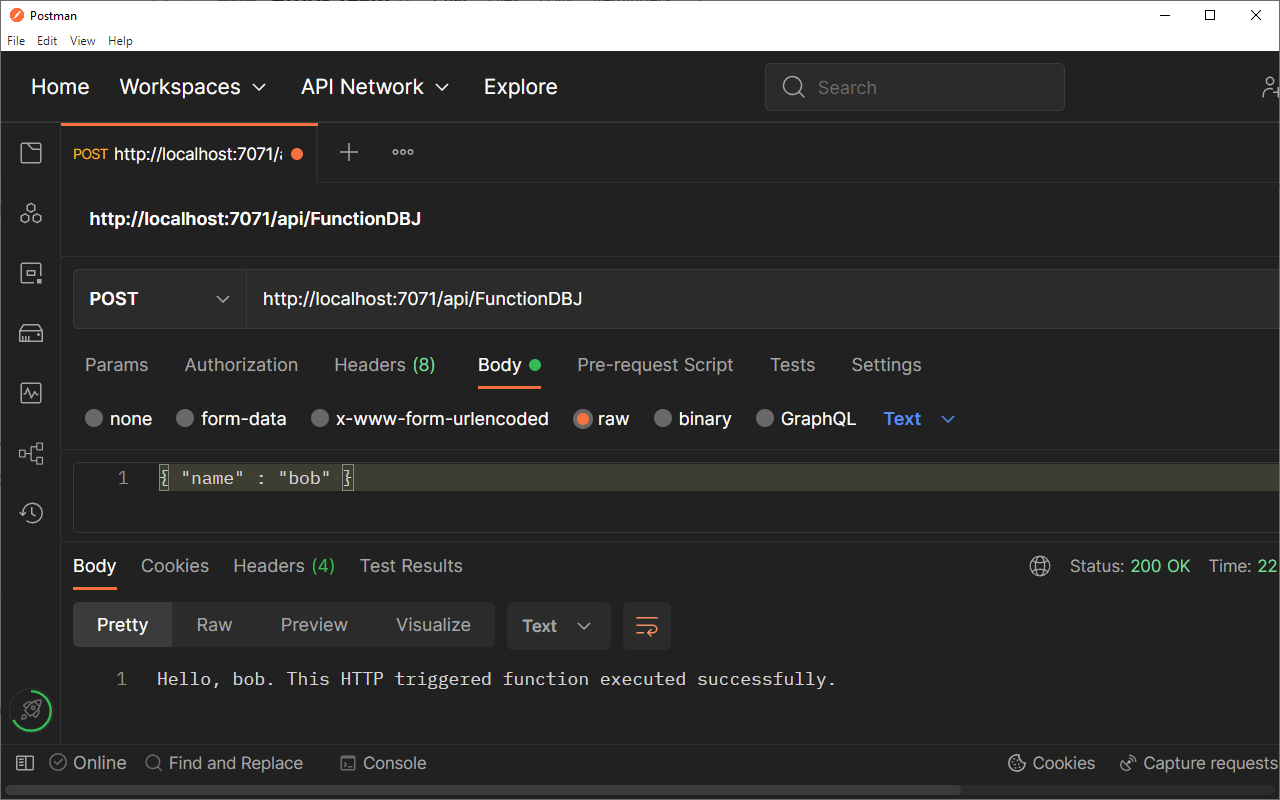 Postman
File Edit View Help
Home Workspaces API Network Explore Search
POST http://localhost:7071/a
http://localhost:7071/api/FunctionDBJ
POST http://localhost:7071/api/FunctionDBJ
Params Authorization Headers (8) Body Pre-request Script Tests Settings
none form-data x-www-form-urlencoded raw binary GraphQL Text
1 { "name" : "bob" }
Body Cookies Headers (4) Test Results Status: 200 OK Time: 22
Pretty Raw Preview Visualize Text
1 Hello, bob. This HTTP triggered function executed successfully.
Online Find and Replace Console Cookies Capture requests